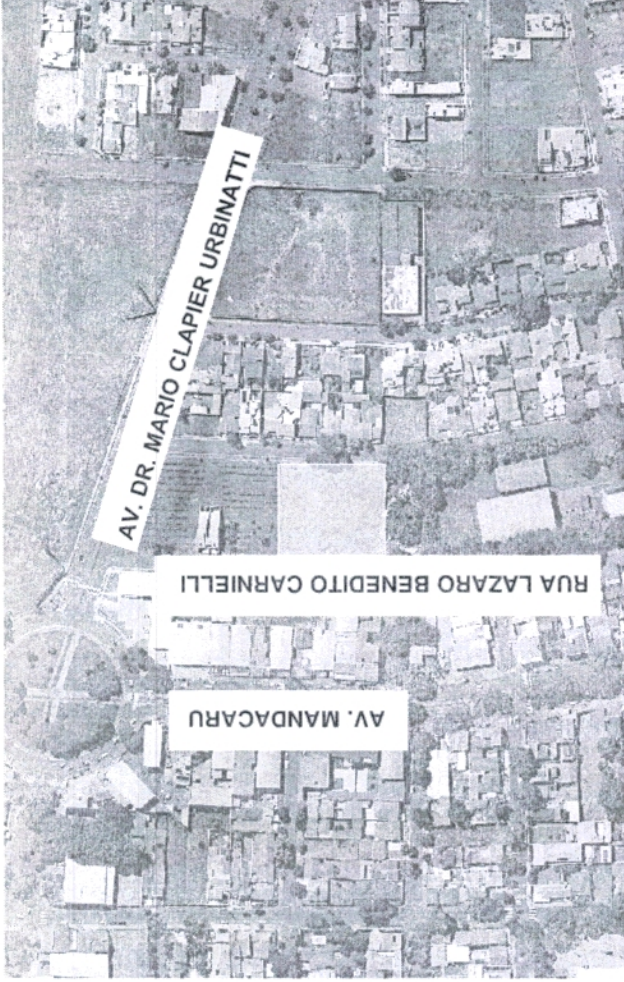 AV. DR. MARIO CLAPIER URBINATTI
RUA LAZARO BENEDITO CARNIELLI
AV. MANDACARU